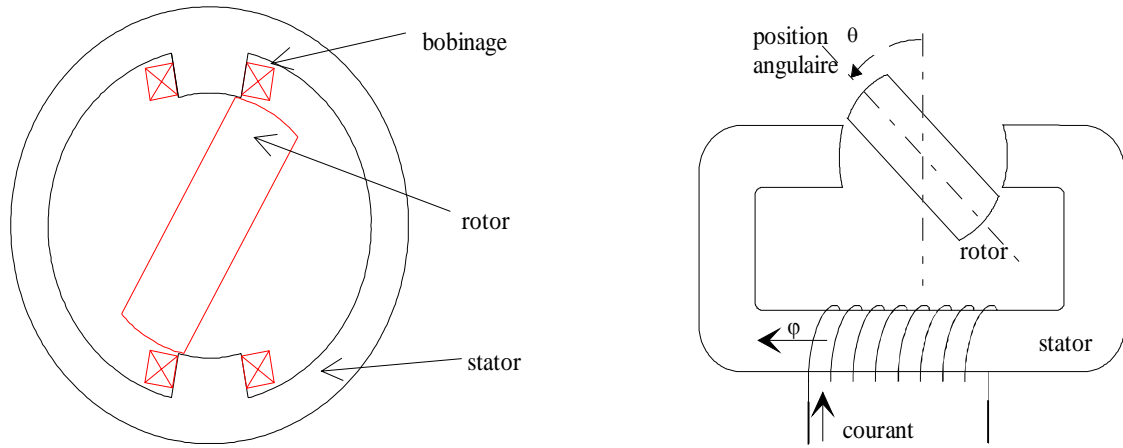 bobinage
rotor
stator
position θ
angulaire
rotor
φ
stator
courant